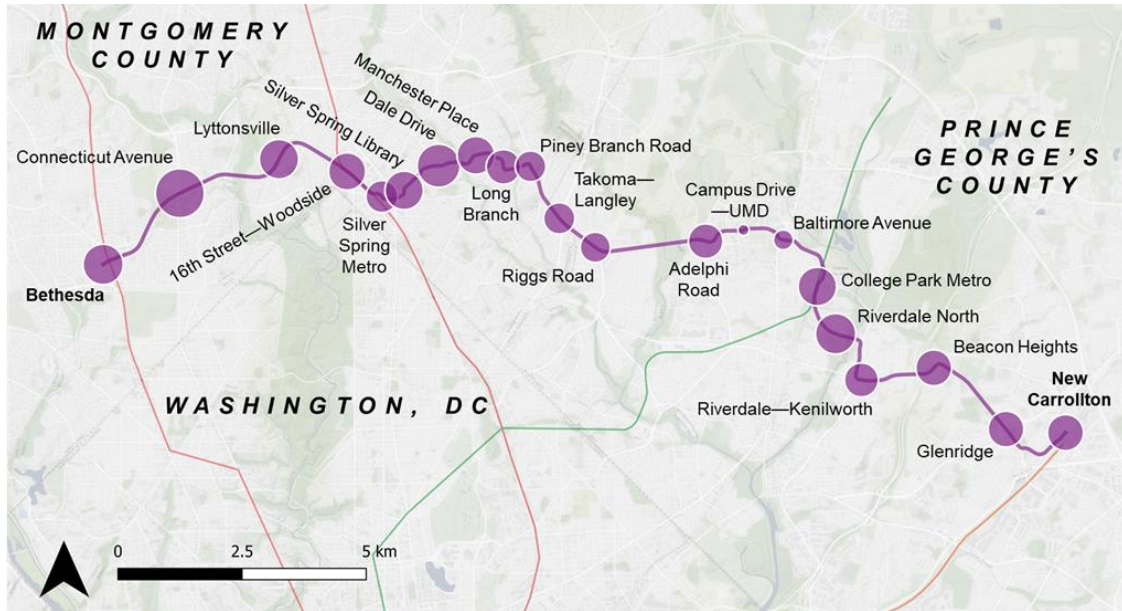 MONTGOMERY
COUNTY
Manchester Place
Dale Drive
Silver Spring Library
Lyttonsville
Connecticut Avenue
16th Street—Woodside
Silver
Spring
Metro
Long
Branch
Piney Branch Road
Takoma—
Langley
Riggs Road
Campus Drive
—UMD
Baltimore Avenue
Adelphi
Road
PRINCE
GEORGE'S
COUNTY
Bethesda
College Park Metro
Riverdale North
Beacon Heights
Riverdale—Kenilworth
New
Carrollton
Glenridge
WASHINGTON, DC
0
2.5
5 km